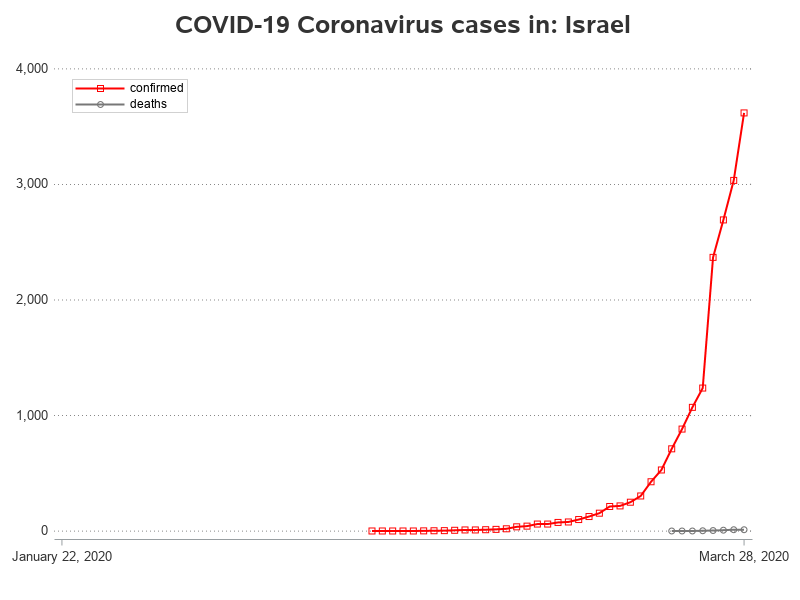 COVID-19 Coronavirus cases in: Israel
4,000
confirmed
deaths
3,000
2,000
1,000
0
January 22, 2020
March 28, 2020